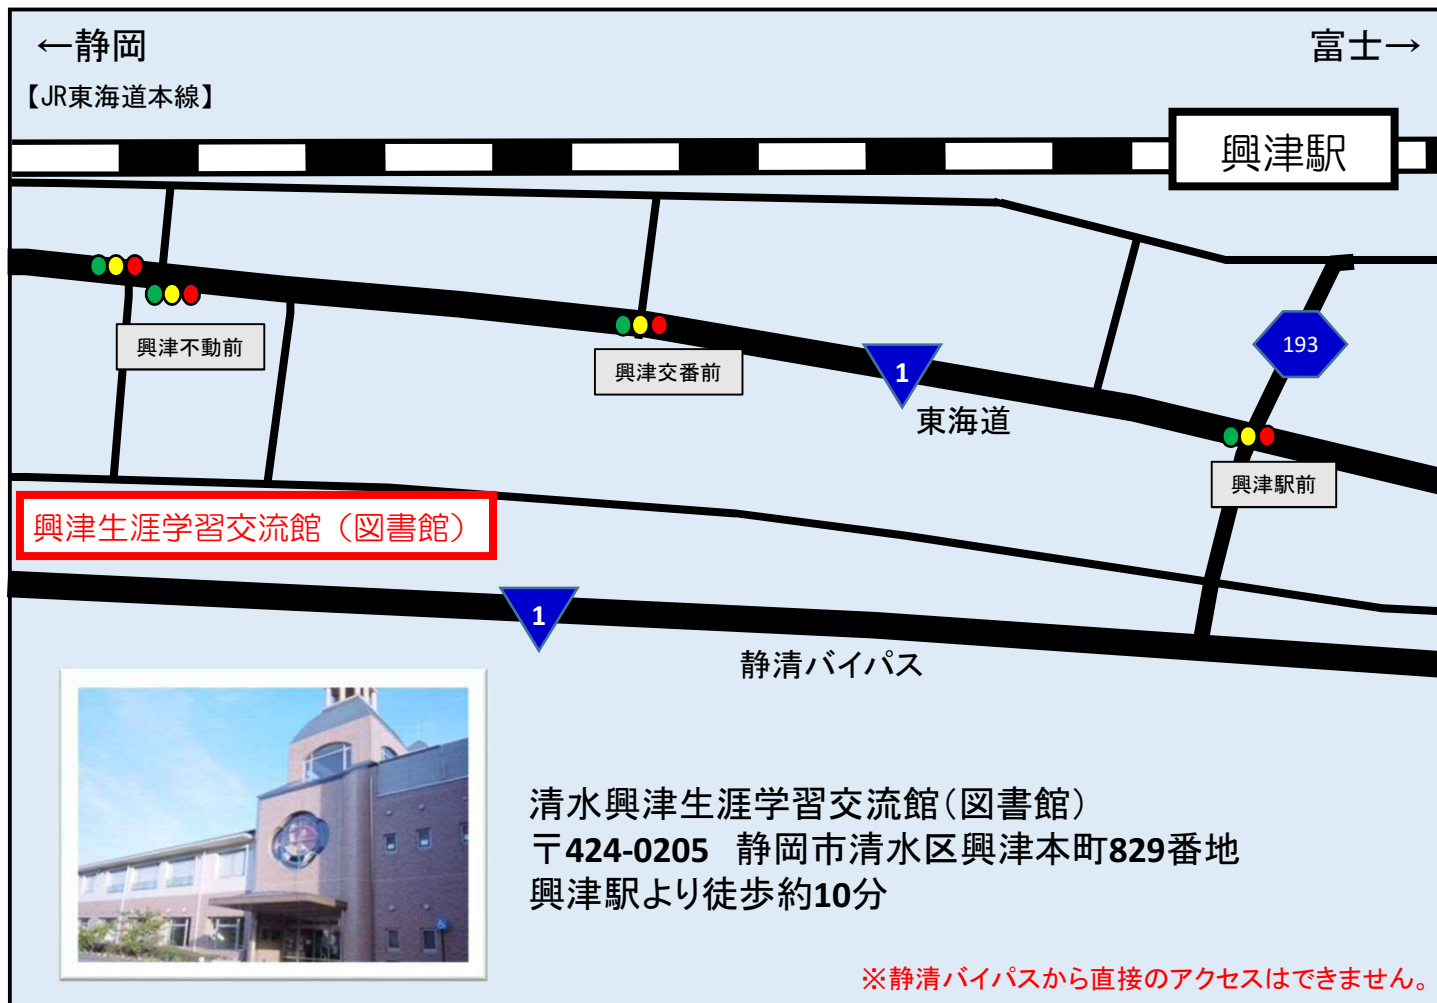 ←静岡
富士→
【JR東海道本線】
興津駅
興津不動前
興津交番前
1
東海道
193
興津駅前
興津生涯学習交流館（図書館）
1
静清バイパス
清水興津生涯学習交流館(図書館）
〒424-0205　静岡市清水区興津本町829番地
興津駅より徒歩約10分
※静清バイパスから直接のアクセスはできません。